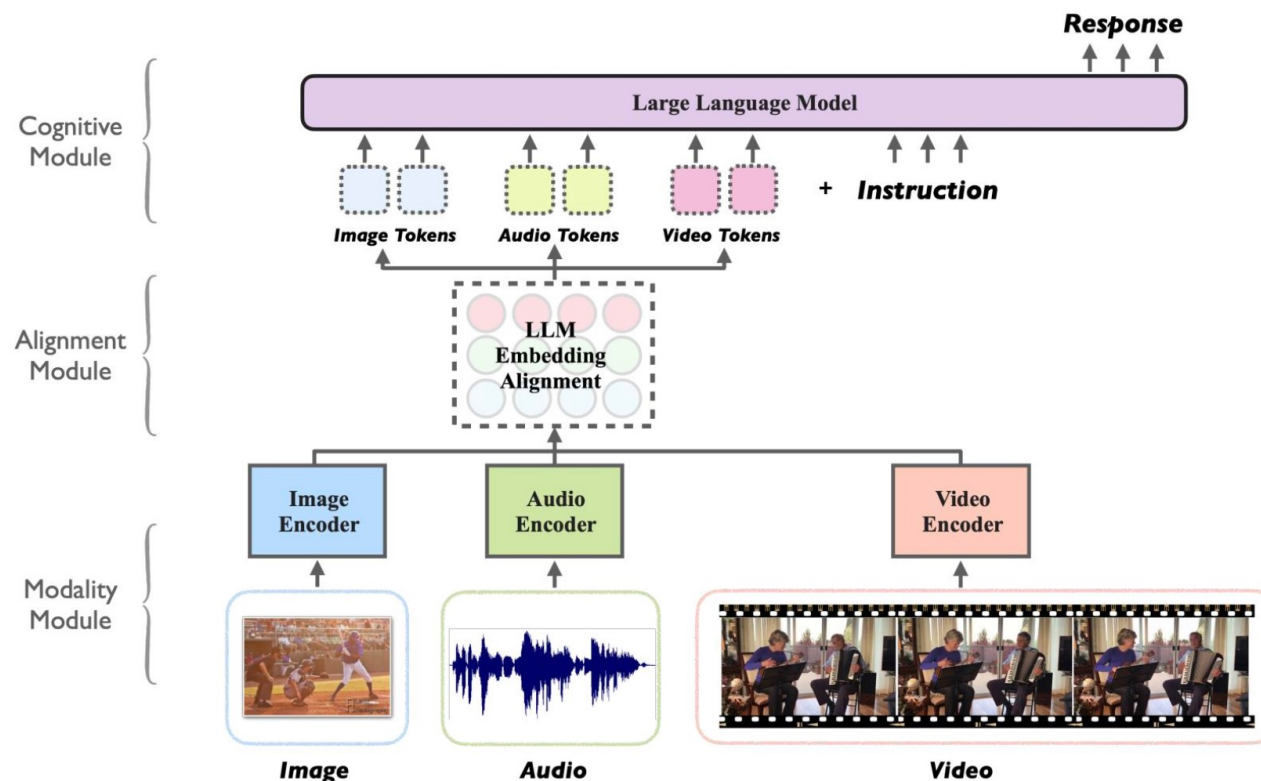 Response
Large Language Model
Cognitive
Module
+ Instruction
Image Tokens
Audio Tokens
Video Tokens
LLM
Embedding
Alignment
Alignment
Module
Image
Encoder
Audio
Encoder
Video
Encoder
Modality
Module
Image
Audio
Video